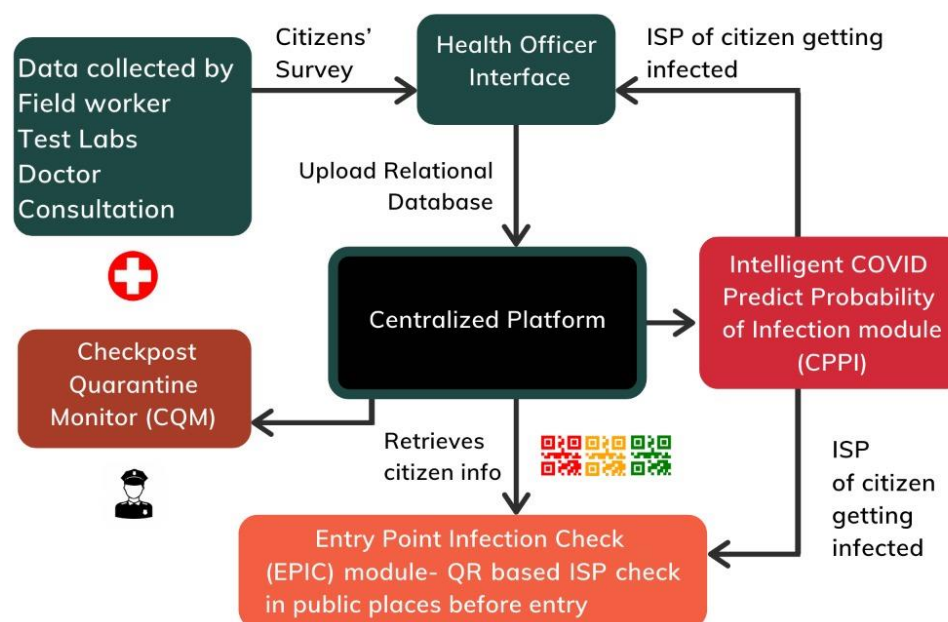 Data collected by
Field worker
Test Labs
Doctor
Consultation
Citizens’
Survey
Health Officer
Interface
ISP of citizen getting
infected
Upload Relational
Database
Centralized Platform
Intelligent COVID
Predict Probability
of Infection module
(CPPI)
Checkpost
Quarantine
Monitor (CQM)
Retrieves
citizen info
ISP
of citizen
getting
infected
Entry Point Infection Check
(EPIC) module- QR based ISP check
in public places before entry